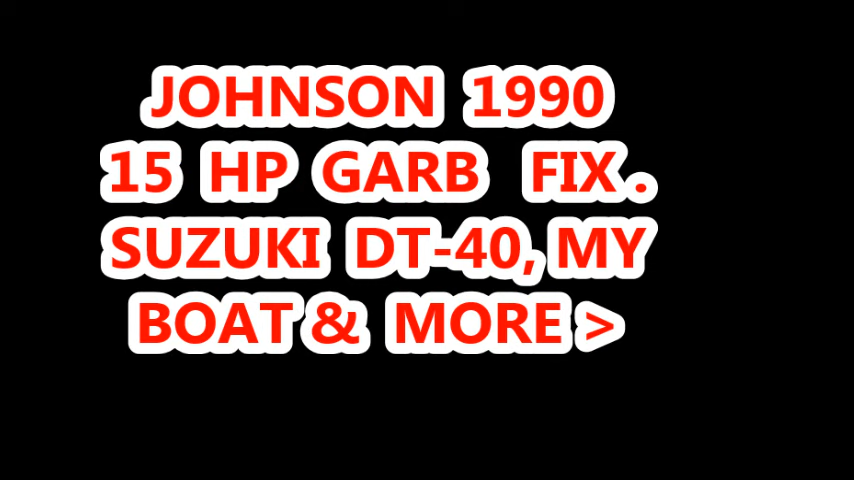 JOHNSON 1990
15 HP GARB FIX.
SUZUKI DT-40, MY
BOAT & MORE >